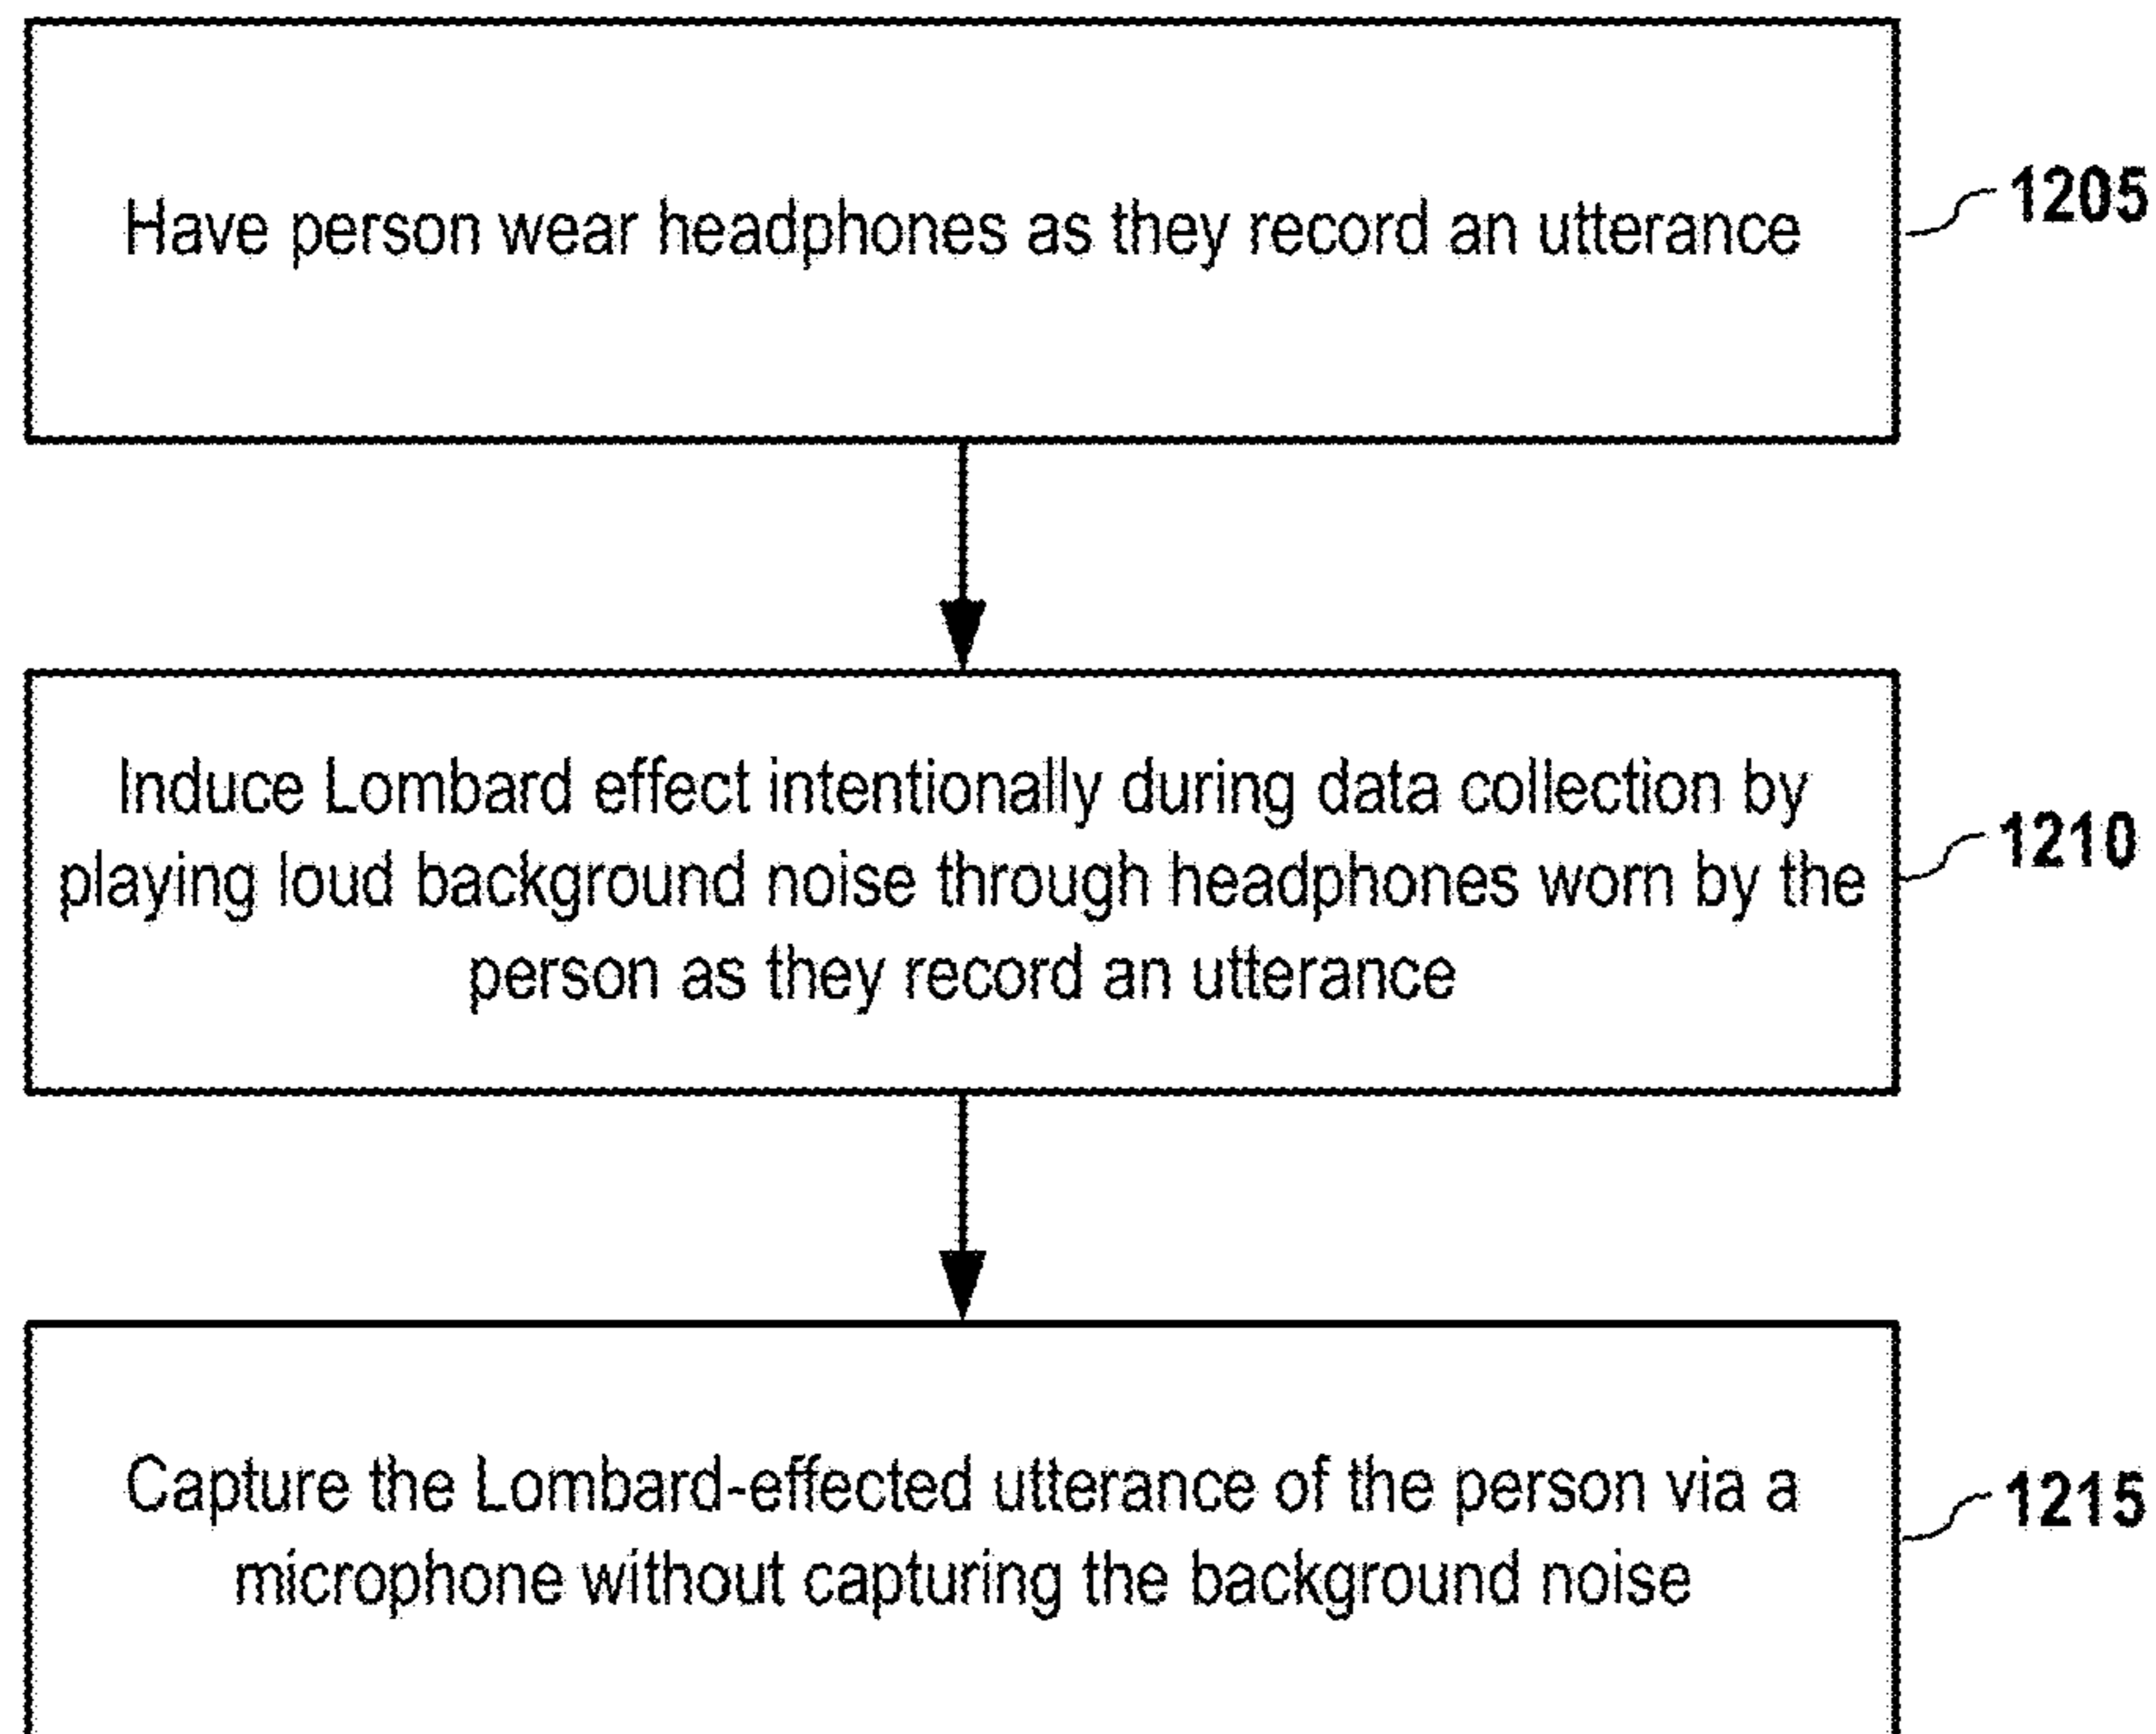 Have person wear headphones as they record an utterance
1205
Induce Lombard effect intentionally during data collection by
playing loud background noise through headphones worn by the
person as they record an utterance
1210
Capture the Lombard-effected utterance of the person via a
microphone without capturing the background noise
1215